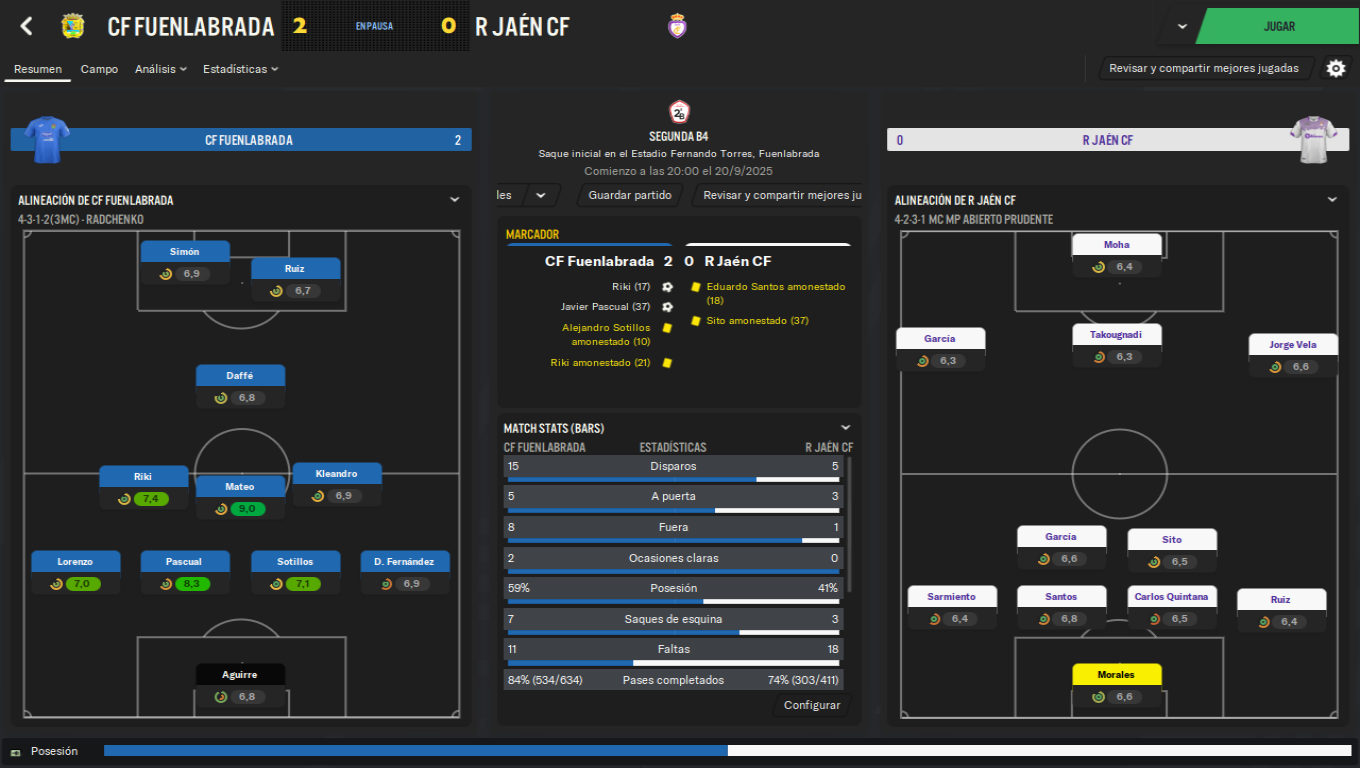 CF FUENLABRADA
2
EN PAUSA
0
R JAÉN CF
JUGAR
Resumen
Campo
Análisis
Estadísticas
Revisar y compartir mejores jugadas
CF FUENLABRADA
2
2B
SEGUNDA B4
Saque inicial en el Estadio Fernando Torres, Fuenlabrada
Comienzo a las 20:00 el 20/9/2025
les
Guardar partido
Revisar y compartir mejores ju
0
R JAÉN CF
ALINEACIÓN DE CF FUENLABRADA
4-3-1-2(3MC) - RADCHENKO
Simón
6,9
Ruiz
6,7
Daffé
6,8
Riki
7,4
Mateo
9,0
Kleandro
6,9
Lorenzo
7,0
Pascual
8,3
Sotillos
7,1
D. Fernández
6,9
Aguirre
6,8
MARCADOR
CF Fuenlabrada 2 0 R Jaén CF
Riki (17)
Javier Pascual (37)
Alejandro Sotillos
amonestado (10)
Riki amonestado (21)
Eduardo Santos amonestado
(18)
Sito amonestado (37)
MATCH STATS (BARS)
CF FUENLABRADA ESTADÍSTICAS R JAÉN CF
15 Disparos 5
5 A puerta 3
8 Fuera 1
2 Ocasiones claras 0
59% Posesión 41%
7 Saques de esquina 3
11 Faltas 18
84% (534/634) Pases completados 74% (303/411)
Configurar
ALINEACIÓN DE R JAÉN CF
4-2-3-1 MC MP ABIERTO PRUDENTE
Moha
6,4
García
6,3
Takougnadi
6,3
Jorge Vela
6,6
García
6,6
Sito
6,5
Sarmiento
6,4
Santos
6,8
Carlos Quintana
6,5
Ruiz
6,4
Morales
6,6
Posesión